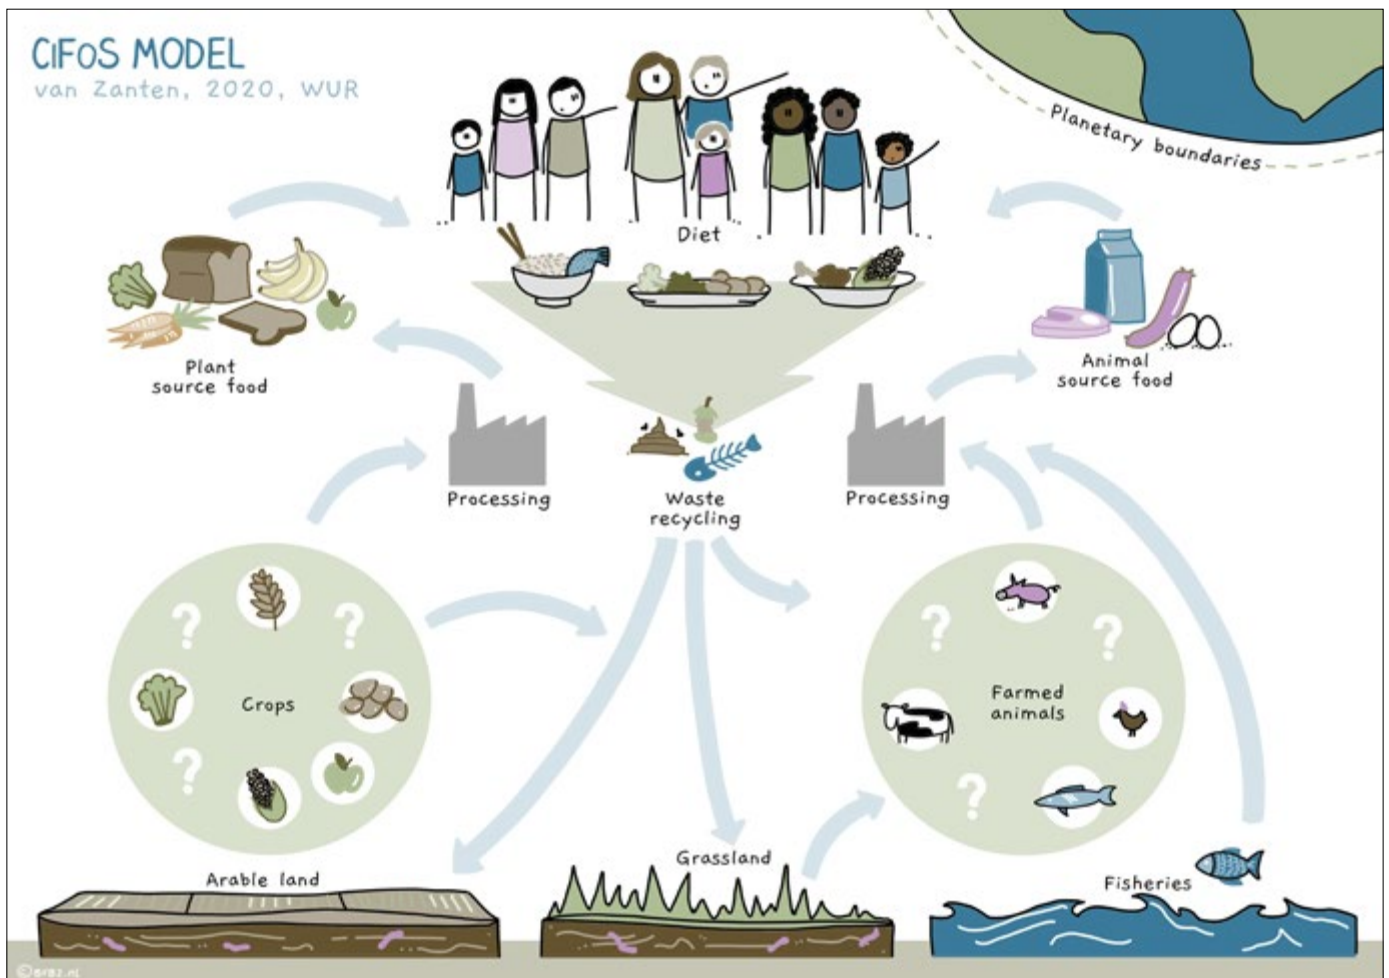 CiFoS MODEL
van Zanten, 2020, WUR
Planetary boundaries
Diet
Plant
source food
Animal
source food
Processing
Waste
recycling
Processing
?
?
Crops
?
?
?
Farmed
animals
?
Arable land
Grassland
Fisheries